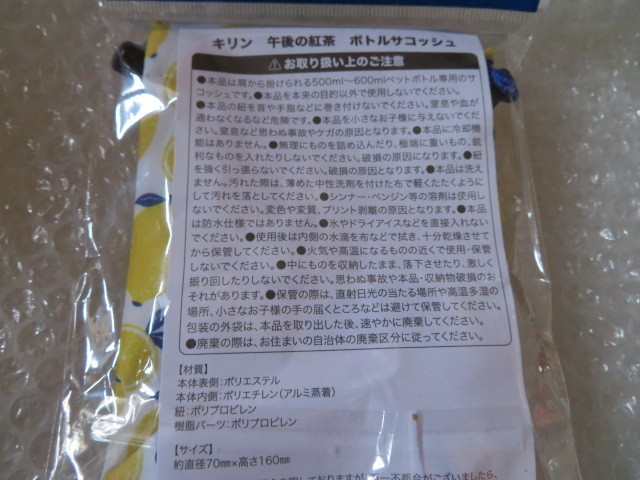 キリン 午後の紅茶 ボトルサコッシュ
⚠お取り扱い上のご注意
●本品は肩から掛けられる500ml~600mlペットボトル専用のサ
コッシュです。●本品を本来の目的以外で使用しないでください。
●本品の紐を首や手指などに巻き付けないでください。窒息や血が
通わなくなるなど危険です。●本品を小さなお子様に与えないでくだ
さい。窒息など思わぬ事故やケガの原因となります。●本品に冷却機
能はありません。●無理にものを詰め込んだり、極端に重いもの、鋭
利なものを入れたりしないでください。破損の原因になります。●紐
を強く引っ張らないでください。破損の原因となります。●本品は洗え
ません。汚れた際は、薄めた中性洗剤を付けた布で軽くたたくように
して汚れを落としてください。●シンナー・ベンジン等の溶剤は使用し
ないでください。変色や変質、プリント剥離の原因となります。●本品
は防水仕様ではありません。●氷やドライアイスなどを直接入れない
でください。●使用後は内側の水滴を布などで拭き、十分乾燥させて
から保管してください。●火気や高温になるものの近くで使用・保管
しないでください。●中にものを収納したまま、落下させたり、激しく
振り回したりしないでください。思わぬ事故や本品・収納物破損のお
それがあります。●保管の際は、直射日光の当たる場所や高温多湿の
場所、小さなお子様の手の届くところなどは避けて保管してください。
包装の外袋は、本品を取り出した後、速やかに廃棄してください。
●廃棄の際は、お住まいの自治体の廃棄区分に従ってください。
【材質】
本体表側:ポリエステル
本体内側:ポリエチレン(アルミ蒸着)
紐:ポリプロピレン
樹脂パーツ:ポリプロピレン
【サイズ】
約直径70mm×高さ160mm